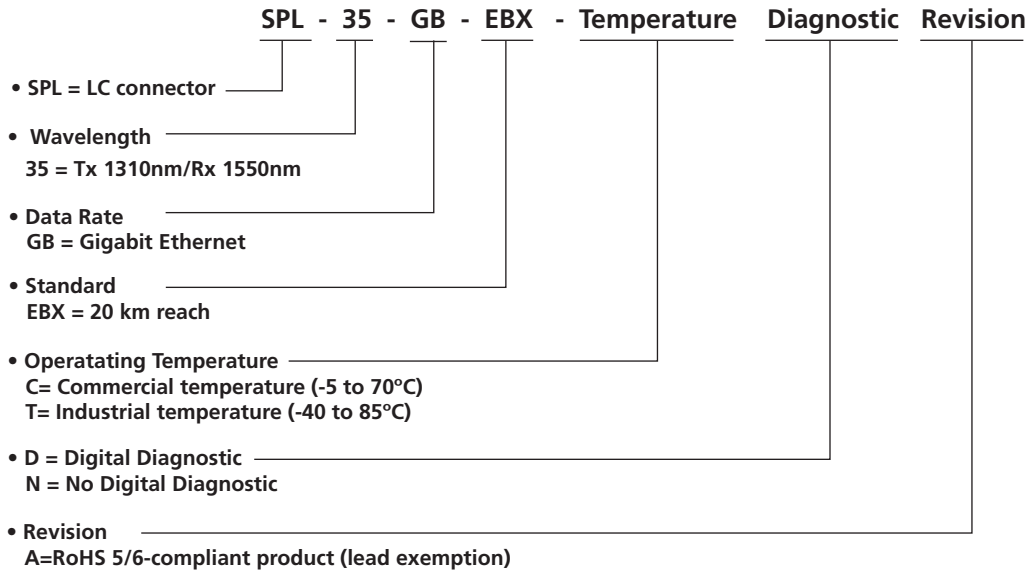 SPL - 35 - GB - EBX - Temperature Diagnostic Revision
• SPL = LC connector
• Wavelength
35 = Tx 1310nm/Rx 1550nm
• Data Rate
GB = Gigabit Ethernet
• Standard
EBX = 20 km reach
• Operatating Temperature
C= Commercial temperature (-5 to 70ºC)
T= Industrial temperature (-40 to 85ºC)
• D = Digital Diagnostic
N = No Digital Diagnostic
• Revision
A=RoHS 5/6-compliant product (lead exemption)